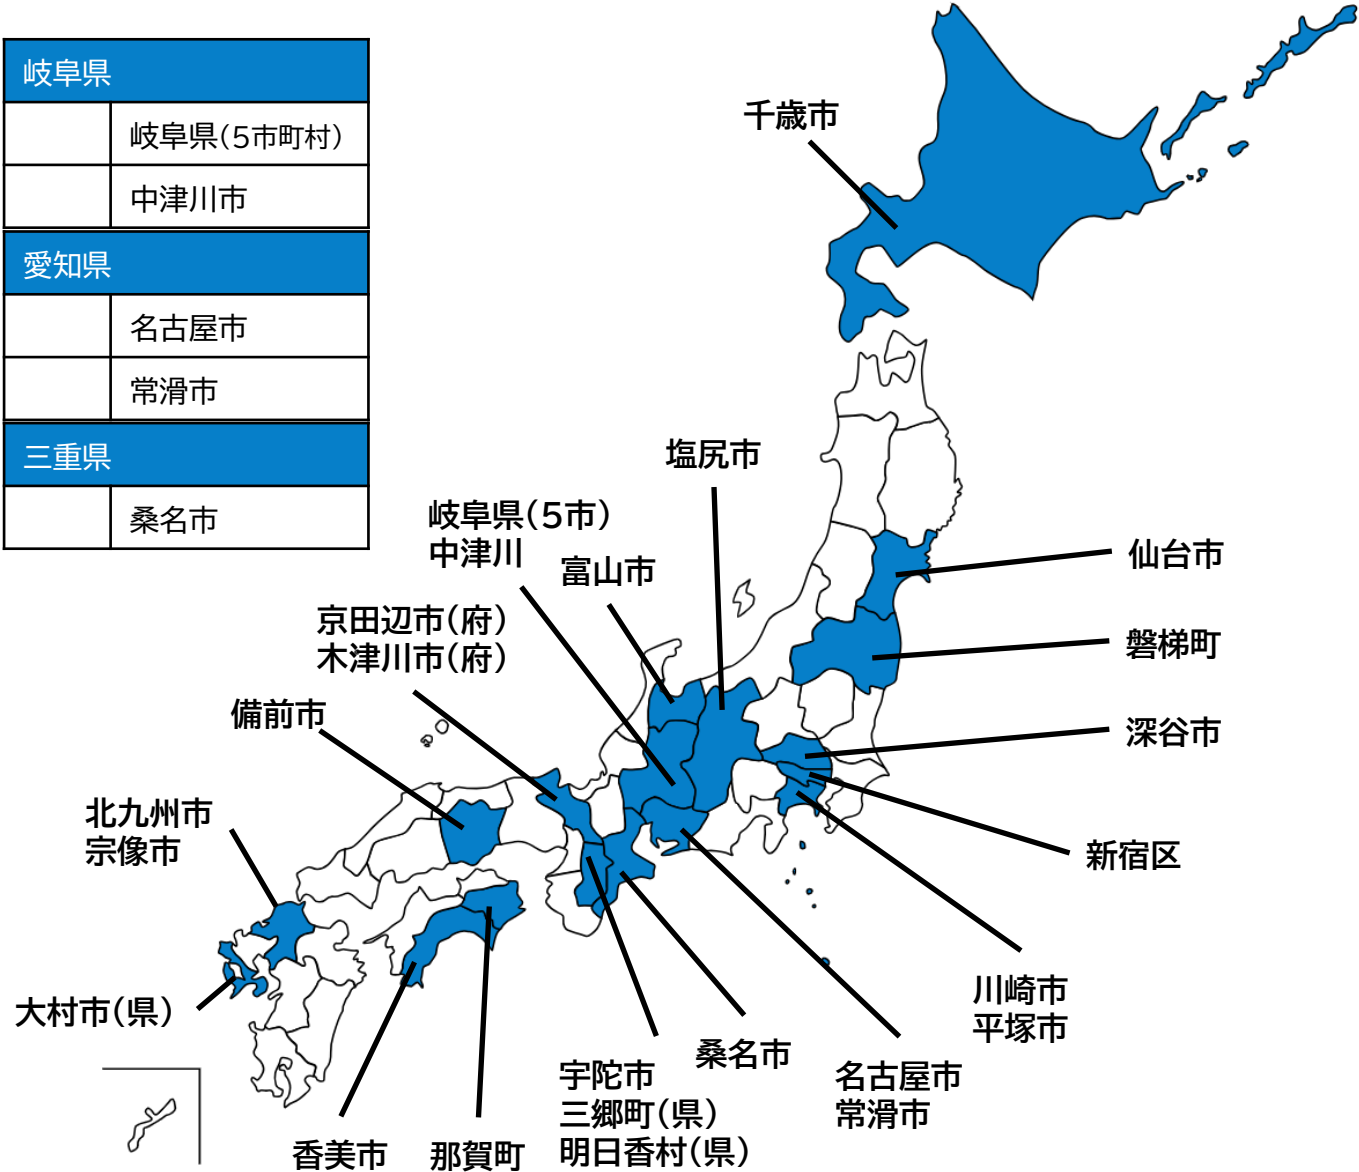 岐阜県
岐阜県(5市町村)
中津川市
愛知県
名古屋市
常滑市
三重県
桑名市
千歳市
塩尻市
岐阜県(5市)
中津川
富山市
仙台市
京田辺市(府)
木津川市(府)
磐梯町
備前市
深谷市
北九州市
宗像市
新宿区
大村市(県)
川崎市
平塚市
桑名市
宇陀市
三郷町(県)
明日香村(県)
名古屋市
常滑市
香美市
那賀町